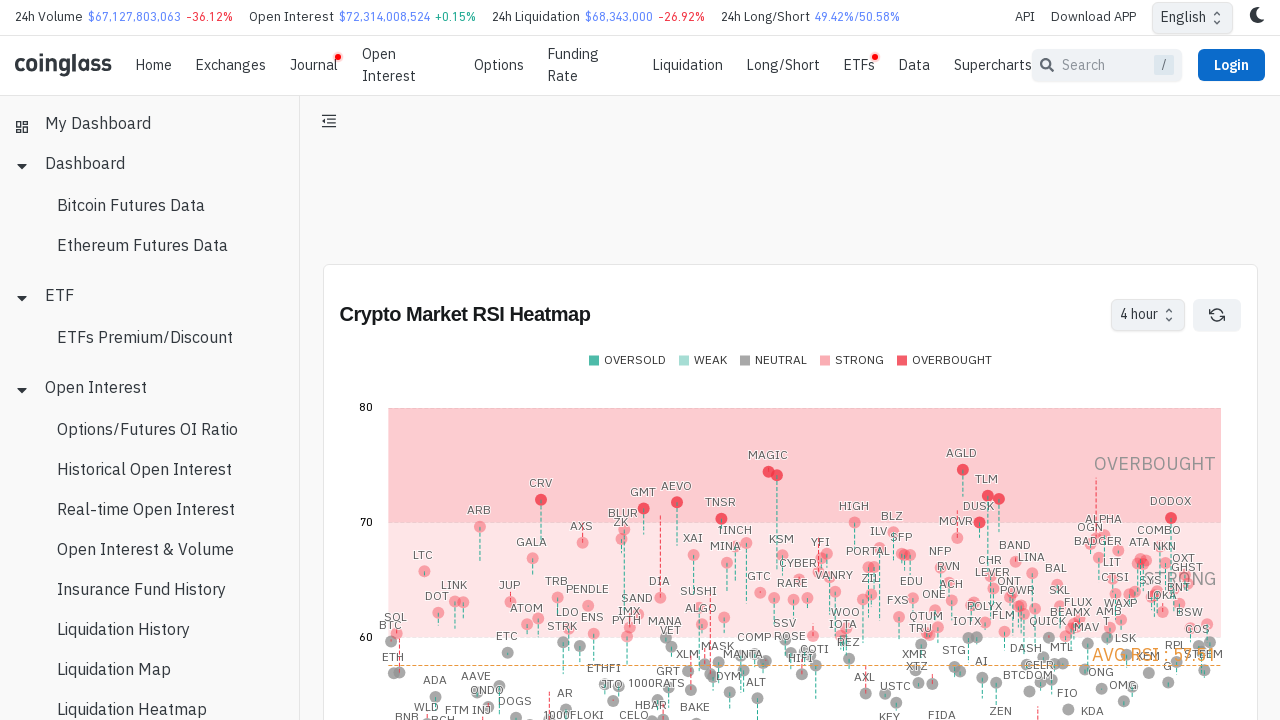 24h Volume $67,127,803,063 -36.12% Open Interest $72,314,008,524 +0.15% 24h Liquidation $68,343,000 -26.92% 24h Long/Short 49.42%/50.58% API Download APP English
coinglass Home Exchanges Journal Open Interest Options Funding Rate Liquidation Long/Short ETFs Data Supercharts Search / Login
My Dashboard
Dashboard
Bitcoin Futures Data
Ethereum Futures Data
ETF
ETFs Premium/Discount
Open Interest
Options/Futures OI Ratio
Historical Open Interest
Real-time Open Interest
Open Interest & Volume
Insurance Fund History
Liquidation History
Liquidation Map
Liquidation Heatmap
Crypto Market RSI Heatmap 4 hour
OVERSOLD WEAK NEUTRAL STRONG OVERBOUGHT
80
MAGIC AGLD
OVERBOUGHT
CRV GMT AEVO TLM
TNSR DODOX
ARB BLUR HIGH DUSK
70 AXS ZK BLZ MOVR ALPHA
1INCH ILV OGN COMBO
GALA XAI MINA KSM YFI SFP BADGER ATA NKN
LTC PORTAL NFP BAND LINA OXT
CYBER CHR LIT GHST
TRB DIA GTC VANRY ZIL RVN LEVER BAL CTSI SYS STRONG
LINK JUP PENDLE SUSHI RARE EDU ACH ONT SKL BNT
DOT SAND FXS ONE POWR LOKA
ATOM LDO IMX ALGO WOO POLYX FLUX WAXP
SOL ENS PYTH MANA SSV IOTA QTUM FLM BEAMX AMB BSW
BTC STRK VET TRU IOTX QUICK MAV COS
60 ETC COMP ROSE REZ LSK
MASK COTI STG DASH MTL RPL
ETH XLM MANTA HIFI XMR AI XEM STEEM
AVG RSI : 57.61
ETHFI GRT XTZ CELR
ADA AAVE JTO 1000RATS DYM ALT AXL BTCDOM ONG
ONDO AR USTC FIO OMG
DOGS HBAR
WLD FTM INJ BAKE ZEN KDA
BNB BCH 1000FLOKI CELO KEY FIDA